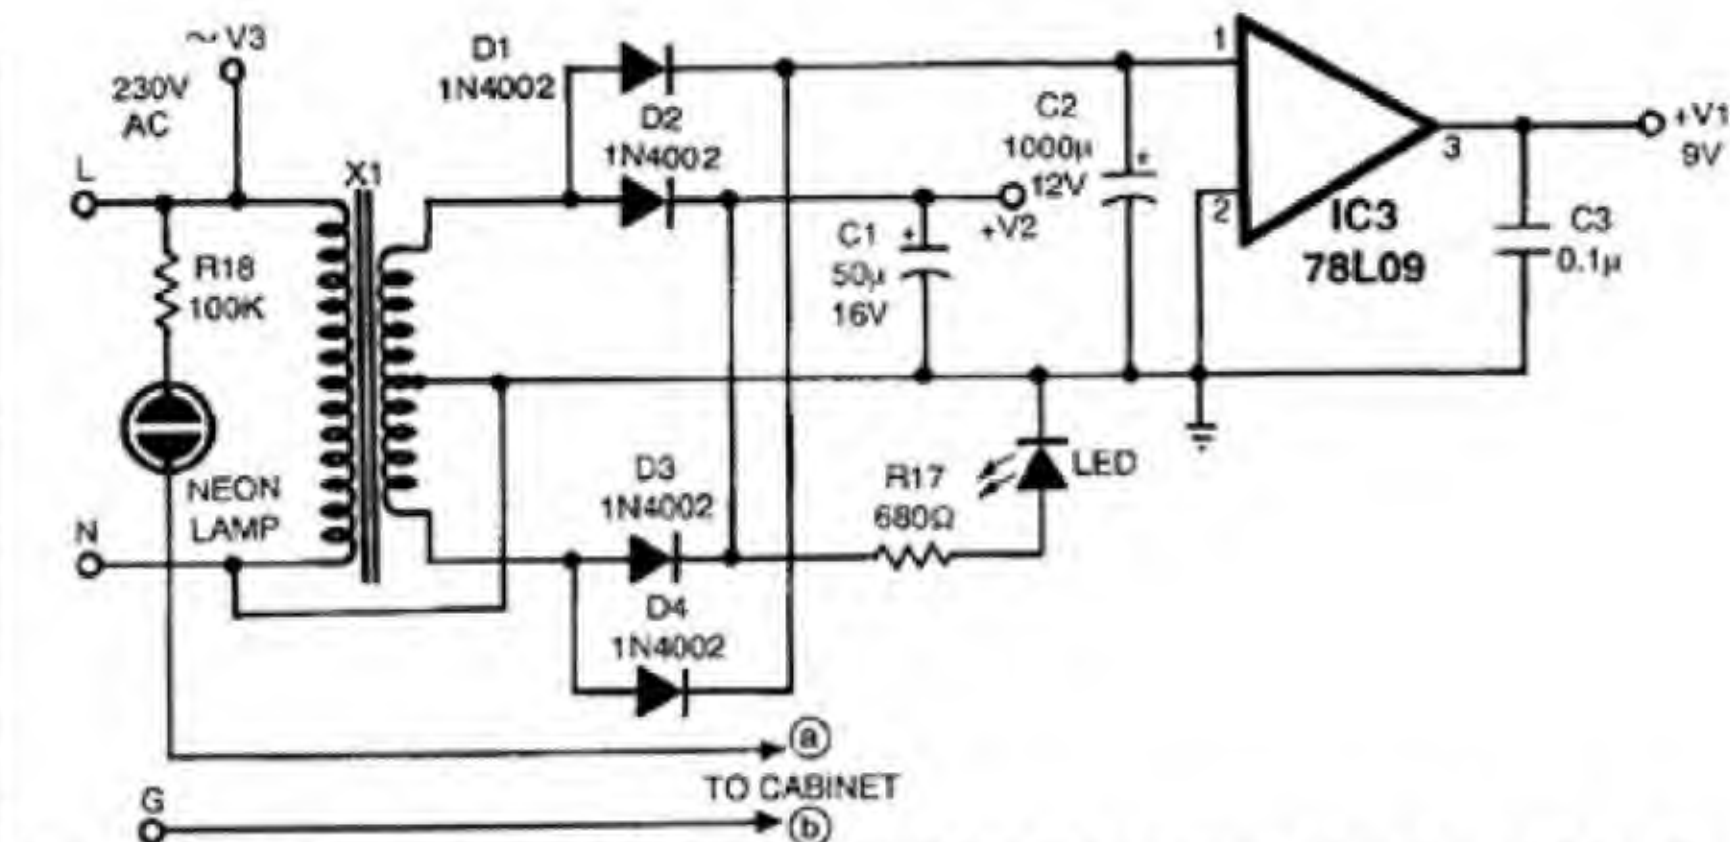 ~V3
230V
AC
L
X1
R18
100K
NEON
LAMP
N
D1
1N4002
D2
1N4002
C1
50µ
16V
+
+V2
C2
1000µ
12V
+
1
2
3
IC3
78L09
+V1
9V
C3
0.1µ
D3
1N4002
R17
680Ω
LED
D4
1N4002
a
TO CABINET
G
b